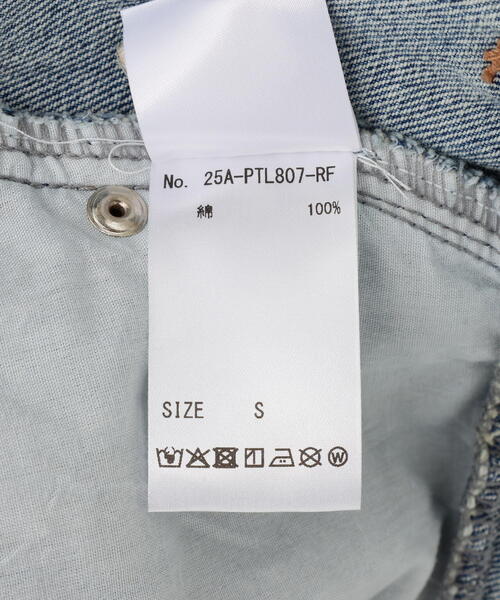 No. 25A-PTL807-RF
綿 100%
SIZE S
W